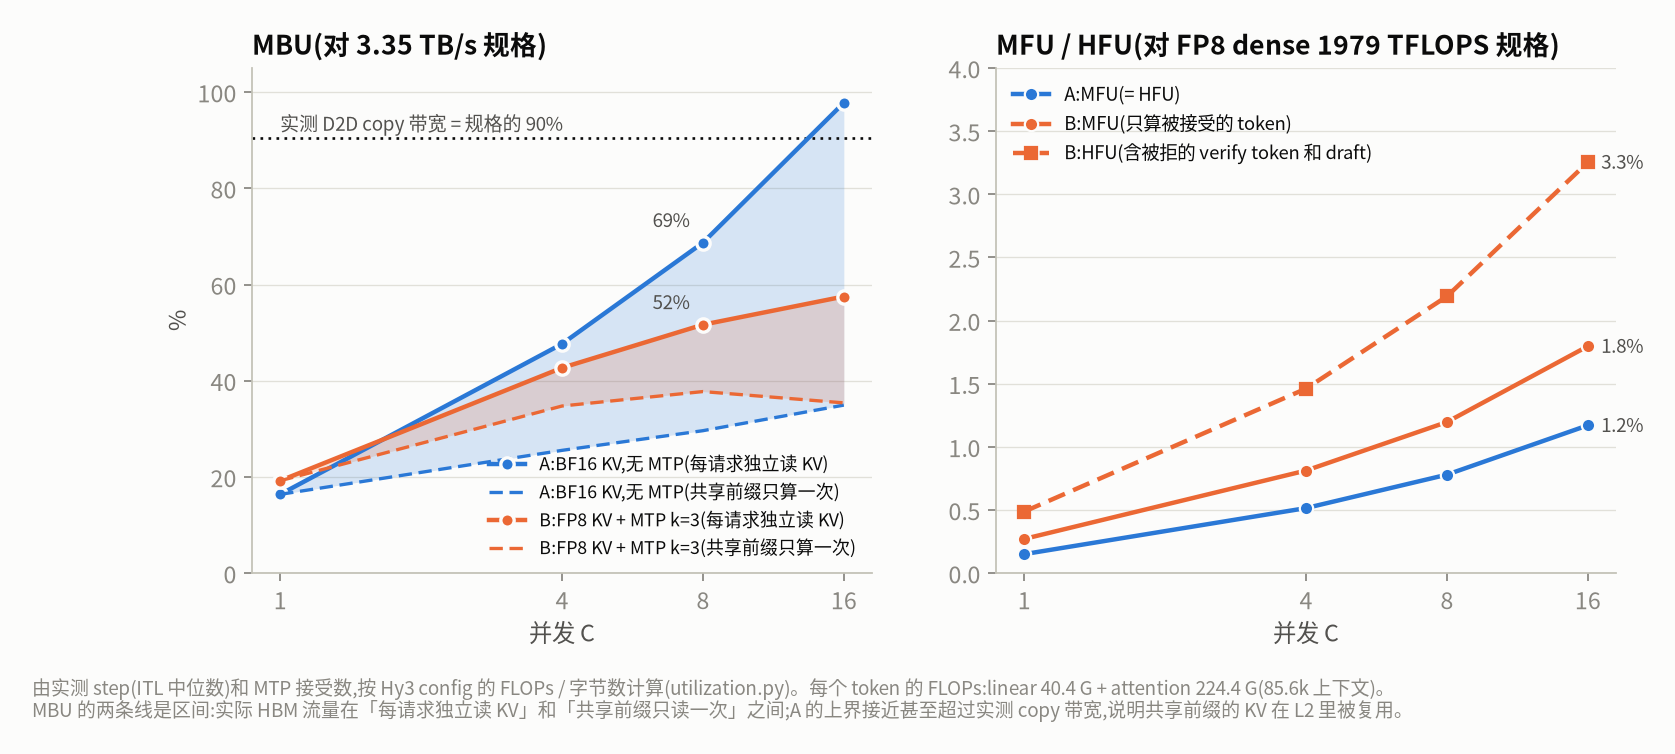 MBU(对 3.35 TB/s 规格)
100
80
60
40
20
0
%
实测 D2D copy 带宽 = 规格的 90%
69%
52%
A:BF16 KV,无 MTP(每请求独立读 KV)
A:BF16 KV,无 MTP(共享前缀只算一次)
B:FP8 KV + MTP k=3(每请求独立读 KV)
B:FP8 KV + MTP k=3(共享前缀只算一次)
1
4
8
16
并发 C
MFU / HFU(对 FP8 dense 1979 TFLOPS 规格)
4.0
3.5
3.0
2.5
2.0
1.5
1.0
0.5
0.0
A:MFU(= HFU)
B:MFU(只算被接受的 token)
B:HFU(含被拒的 verify token 和 draft)
3.3%
1.8%
1.2%
1
4
8
16
并发 C
由实测 step(ITL 中位数)和 MTP 接受数,按 Hy3 config 的 FLOPs / 字节数计算(utilization.py)。每个 token 的 FLOPs:linear 40.4 G + attention 224.4 G(85.6k 上下文)。
MBU 的两条线是区间:实际 HBM 流量在「每请求独立读 KV」和「共享前缀只读一次」之间;A 的上界接近甚至超过实测 copy 带宽,说明共享前缀的 KV 在 L2 里被复用。